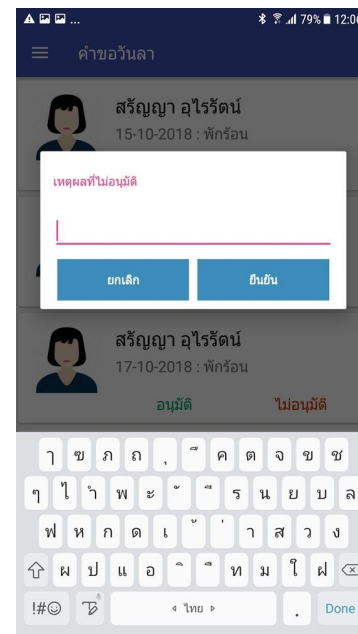 ... 79% 12:06
คำขอวันลา
สรัญญา อุไรรัตน์
15-10-2018 : พักร้อน
เหตุผลที่ไม่อนุมัติ
ยกเลิก ยืนยัน
สรัญญา อุไรรัตน์
17-10-2018 : พักร้อน
อนุมัติ ไม่อนุมัติ
ๅ ข ภ ถ ุ ึ ค ต จ ข ช
ๆ ไ ำ พ ะ ั ี ร น ย บ ล
ฟ ห ก ด เ ้ ่ า ส ว ง
ผ ป แ อ ิ ื ท ม ใ ฝ
!#☺ ไทย . Done